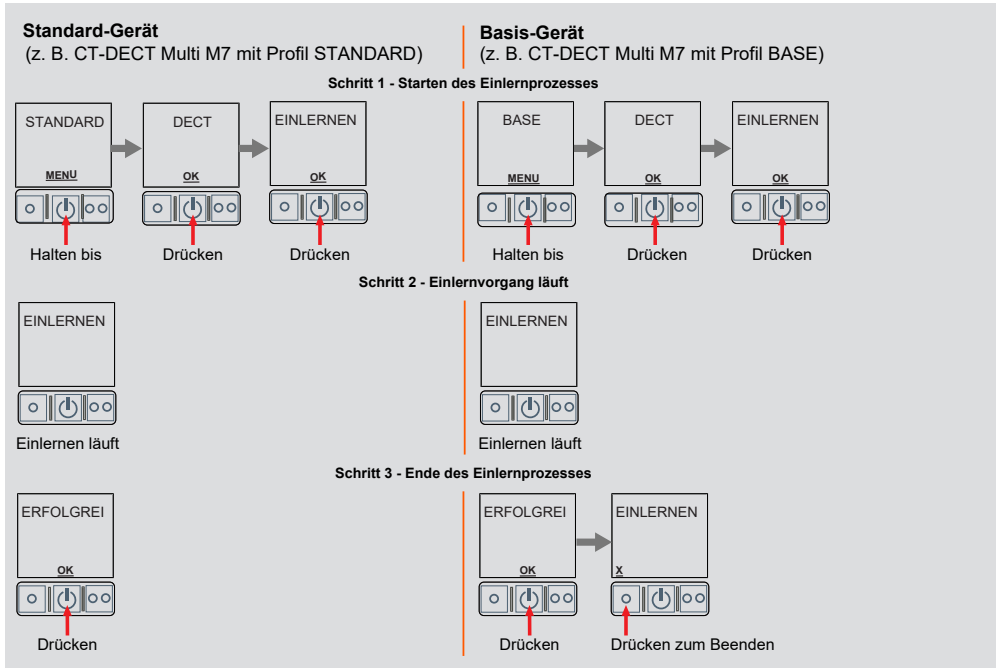 Standard-Gerät
(z. B. CT-DECT Multi M7 mit Profil STANDARD)
Basis-Gerät
(z. B. CT-DECT Multi M7 mit Profil BASE)
Schritt 1 - Starten des Einlernprozesses
STANDARD
DECT
EINLERNEN
MENU
OK
OK
Halten bis
Drücken
Drücken
BASE
DECT
EINLERNEN
MENU
OK
OK
Halten bis
Drücken
Drücken
Schritt 2 - Einlernvorgang läuft
EINLERNEN
Einlernen läuft
EINLERNEN
Einlernen läuft
Schritt 3 - Ende des Einlernprozesses
ERFOLGREI
OK
Drücken
ERFOLGREI
EINLERNEN
OK
X
Drücken
Drücken zum Beenden